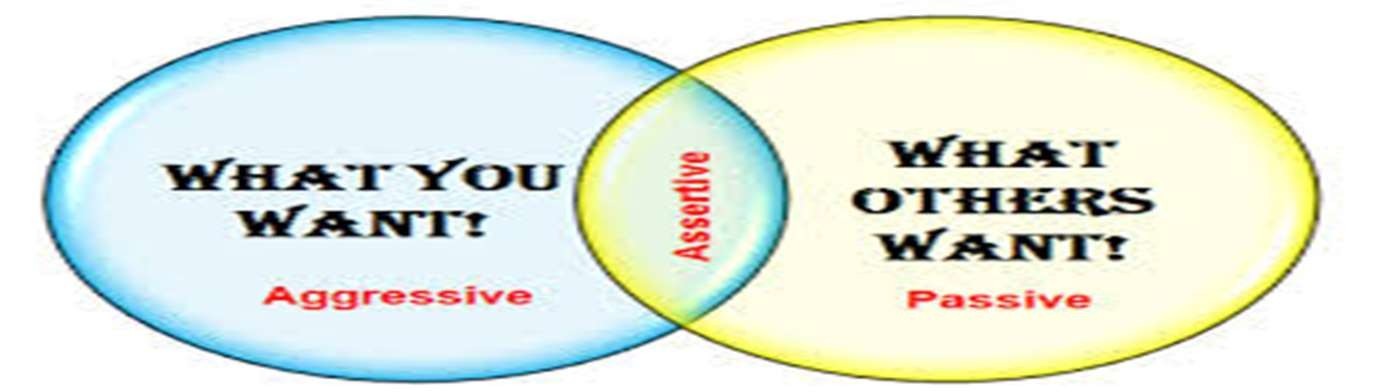 WHAT YOU
WANT!
Aggressive
Assertive
WHAT
OTHERS
WANT!
Passive